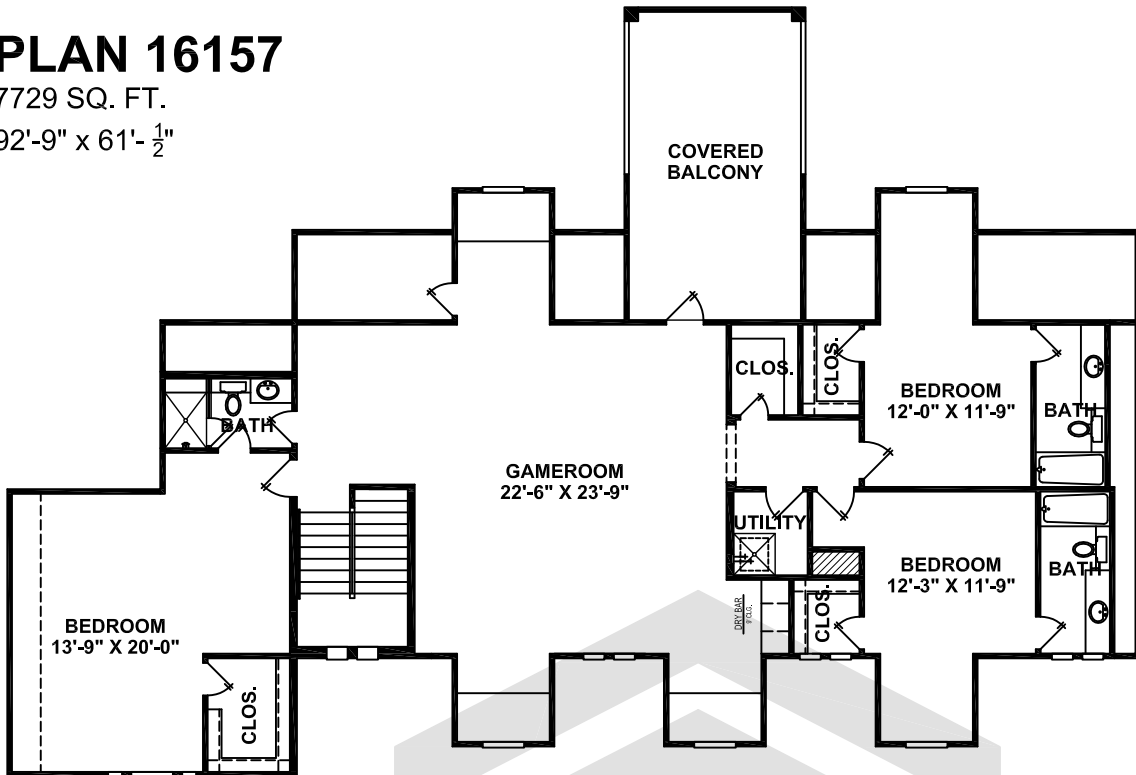 PLAN 16157
7729 SQ. FT.
92'-9" x 61'- ½"
COVERED
BALCONY
CLOS.
CLOS.
BEDROOM
12'-0" X 11'-9"
BATH
BATH
GAMEROOM
22'-6" X 23'-9"
UTILITY
BEDROOM
12'-3" X 11'-9"
BATH
DRY BAR
9' CLG.
CLOS.
BEDROOM
13'-9" X 20'-0"
CLOS.